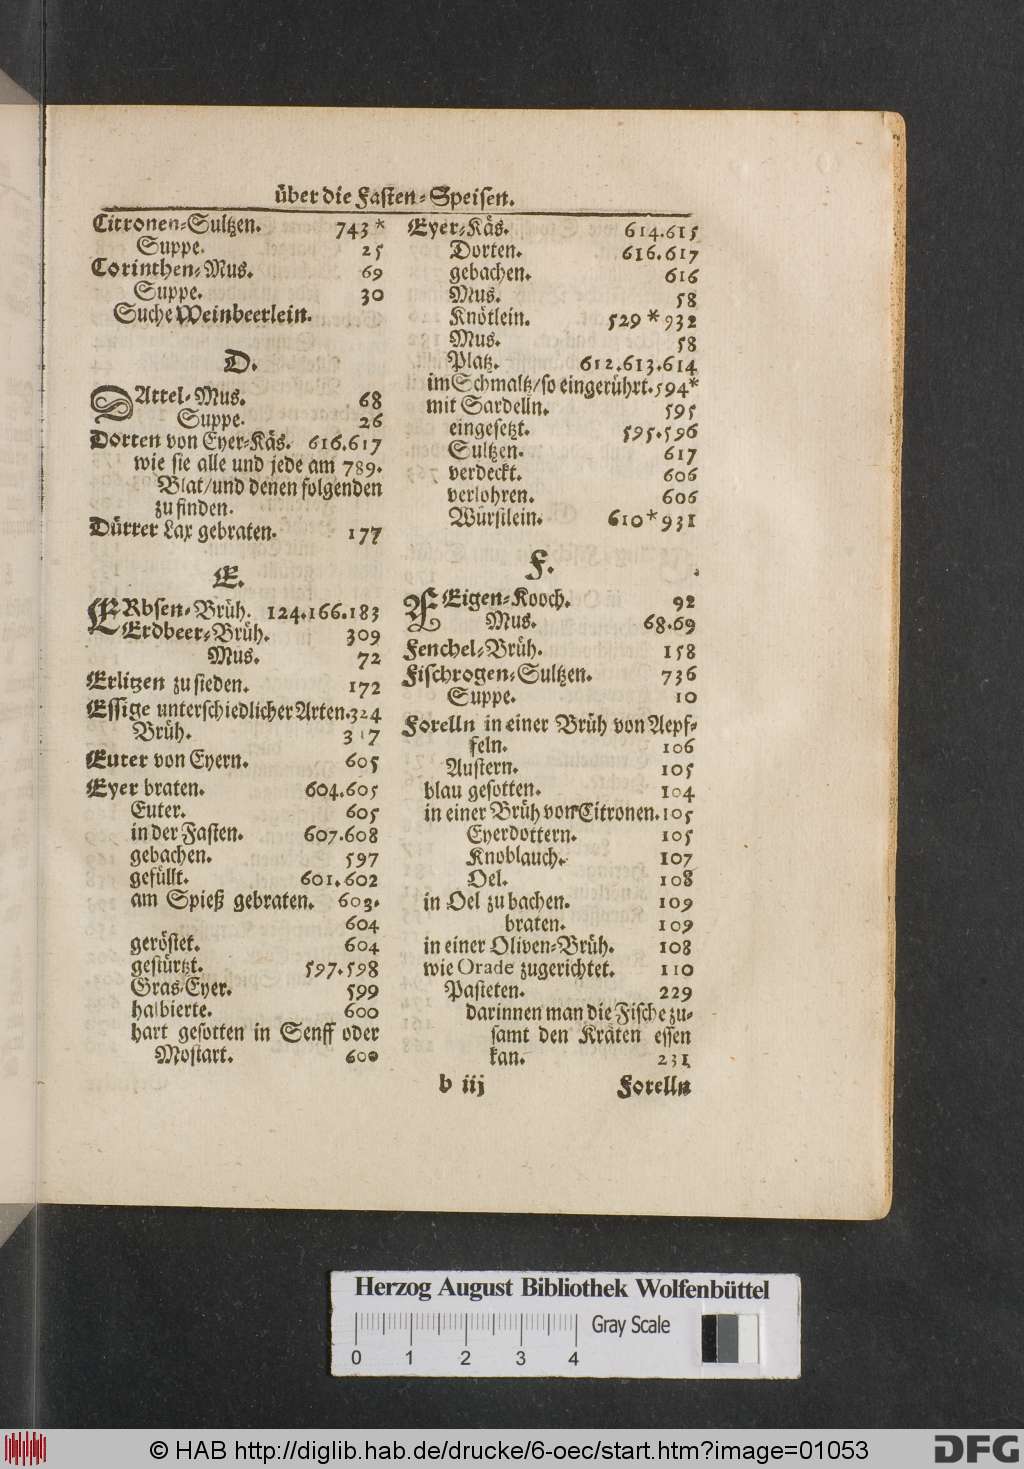 über die Fasten-Speisen.
Citronen-Sultzen. 743*
Suppe. 25
Corinthen-Mus. 69
Suppe. 30
Suche Weinbeerlein.
D.
DAttel-Mus. 68
Suppe. 26
Dorten von Eyer-Käs. 616.617
wie sie alle und jede am 789.
Blat/und denen folgenden
zu finden.
Dürrer Lax gebraten. 177
E.
ERbsen-Brüh. 124.166.183
Erdbeer-Brüh. 309
Mus. 72
Erlitzen zu sieden. 172
Essige unterschiedlicher Arten. 324
Brüh. 317
Euter von Eyern. 605
Eyer braten. 604.605
Euter. 605
in der Fasten. 607.608
gebachen. 597
gefüllt. 601.602
am Spieß gebraten. 603.
604
geröstet. 604
gestürtzt. 597.598
Gras-Eyer. 599
halbierte. 600
hart gesotten in Senff oder
Mostart. 600
Eyer-Käs. 614.615
Dorten. 616.617
gebachen. 616
Mus. 58
Knötlein. 529*932
Mus. 58
Platz. 612.613.614
im Schmaltz/so eingerührt. 594*
mit Sardelln. 595
eingesetzt. 595.596
Sultzen. 617
verdeckt. 606
verlohren. 606
Würstlein. 610*931
F.
FEigen-Kooch. 92
Mus. 68.69
Fenchel-Brüh. 158
Fischrogen-Sultzen. 736
Suppe. 10
Forelln in einer Brüh von Aepf-
feln. 106
Austern. 105
blau gesotten. 104
in einer Brüh von Citronen. 105
Eyerdottern. 105
Knoblauch. 107
Oel. 108
in Oel zu bachen. 109
braten. 109
in einer Oliven-Brüh. 108
wie Orade zugerichtet. 110
Pasteten. 229
darinnen man die Fische zu-
samt den Kräten essen
kan. 231
b iij Forelln
Herzog August Bibliothek Wolfenbüttel
Gray Scale
0 1 2 3 4
© HAB http://diglib.hab.de/drucke/6-oec/start.htm?image=01053
DFG